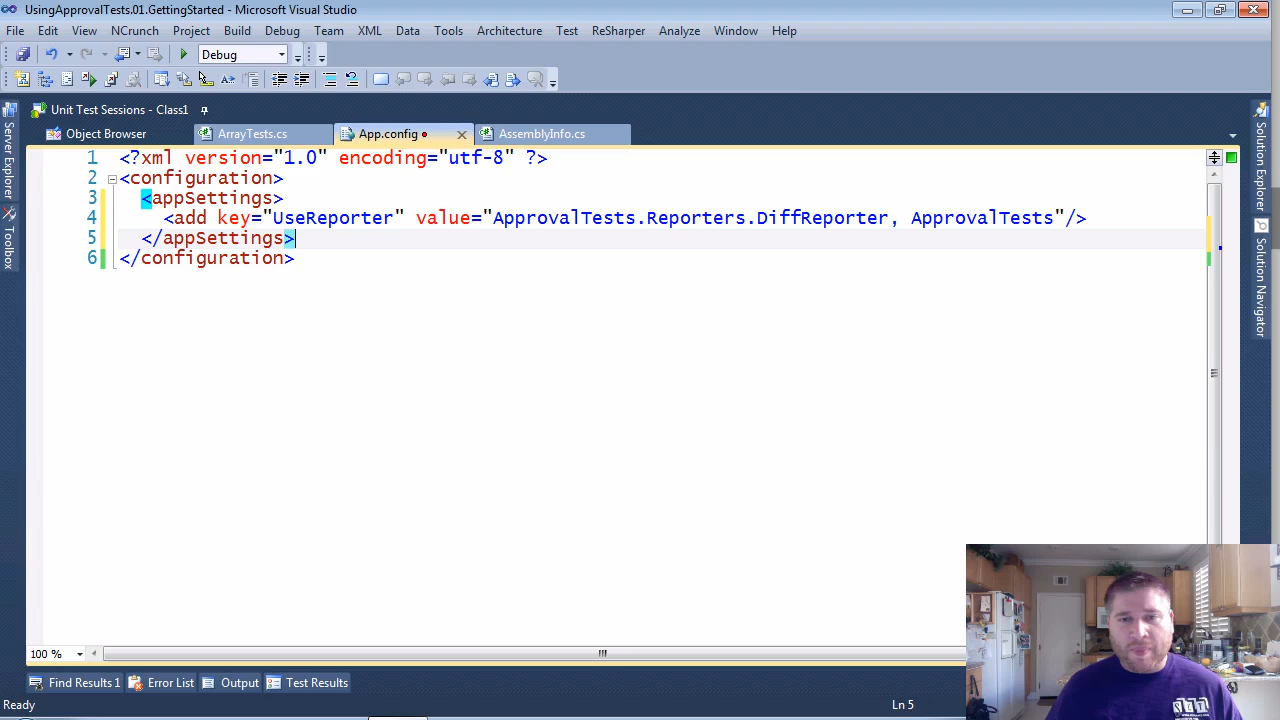 UsingApprovalTests.01.GettingStarted - Microsoft Visual Studio
File Edit View NCrunch Project Build Debug Team XML Data Tools Architecture Test ReSharper Analyze Window Help
Debug
Unit Test Sessions - Class1
Object Browser ArrayTests.cs App.config AssemblyInfo.cs
Server Explorer
Toolbox
1 <?xml version="1.0" encoding="utf-8" ?>
2 <configuration>
3 <appSettings>
4 <add key="UseReporter" value="ApprovalTests.Reporters.DiffReporter, ApprovalTests"/>
5 </appSettings>
6 </configuration>
Solution Explorer
Solution Navigator
100 %
Find Results 1 Error List Output Test Results
Ready Ln 5